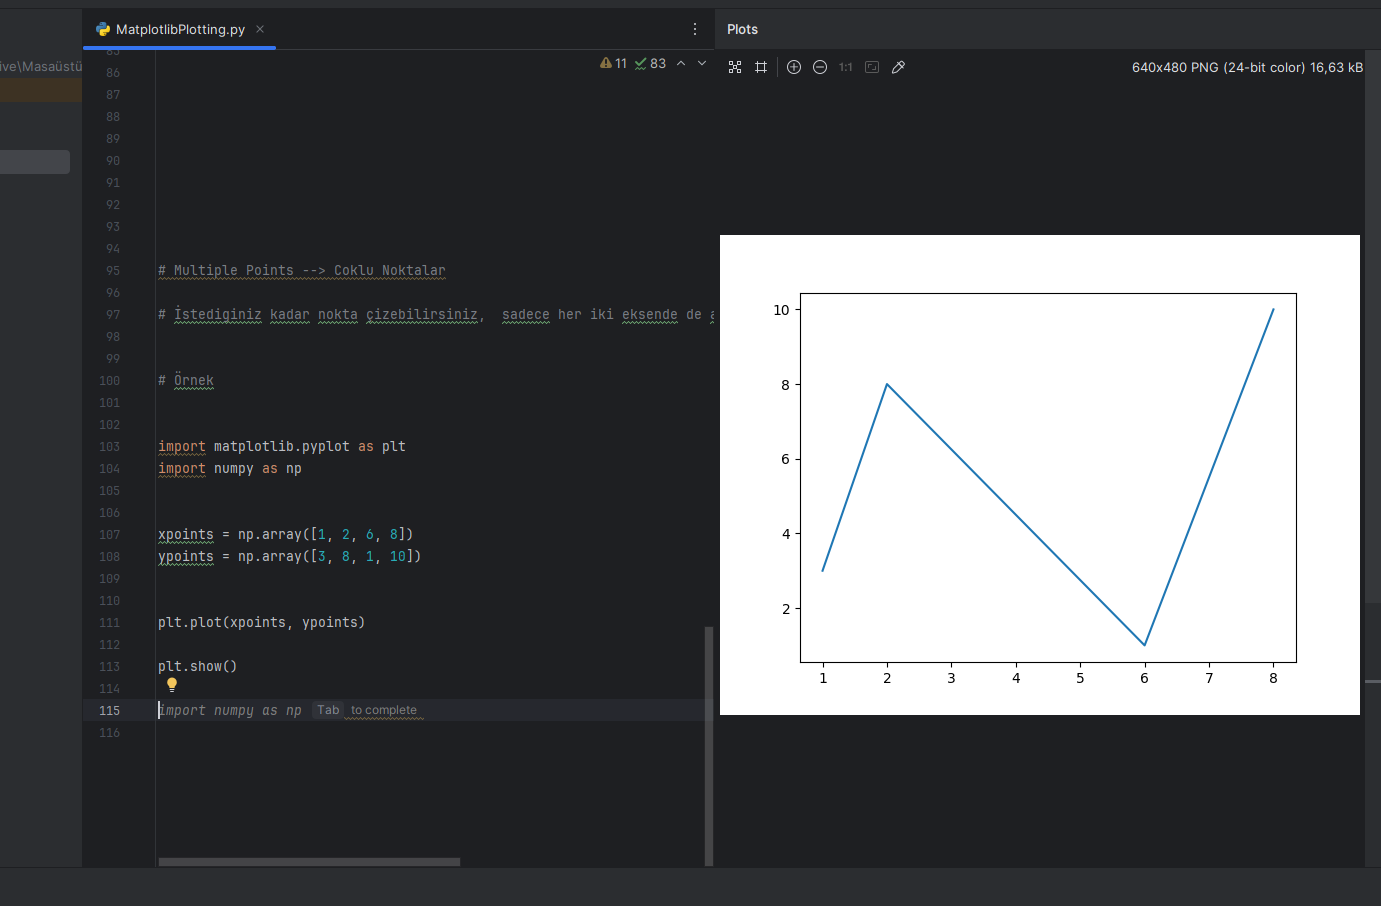 MatplotlibPlotting.py
Plots
ive\Masaüstü
11 83
1:1
640x480 PNG (24-bit color) 16,63 kB
85
86
87
88
89
90
91
92
93
94
95 # Multiple Points --> Coklu Noktalar
96
97 # İstediginiz kadar nokta çizebilirsiniz, sadece her iki eksende de a
98
99
100 # Örnek
101
102
103 import matplotlib.pyplot as plt
104 import numpy as np
105
106
107 xpoints = np.array([1, 2, 6, 8])
108 ypoints = np.array([3, 8, 1, 10])
109
110
111 plt.plot(xpoints, ypoints)
112
113 plt.show()
114
115 import numpy as np Tab to complete
116
10
8
6
4
2
1 2 3 4 5 6 7 8